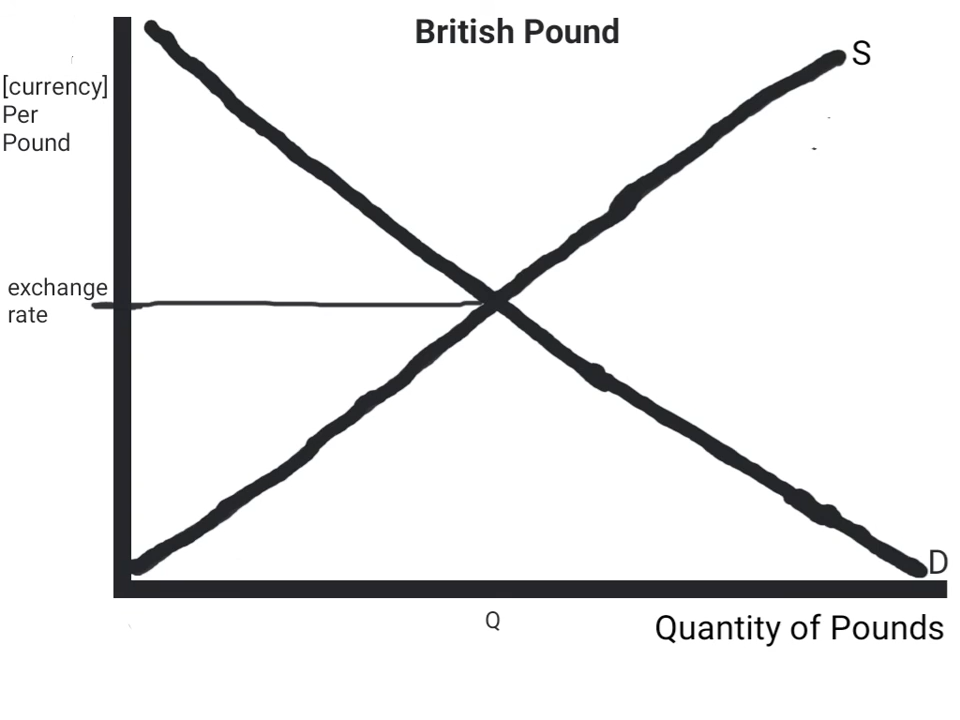 British Pound
S
[currency]
Per
Pound
exchange
rate
D
Q
Quantity of Pounds